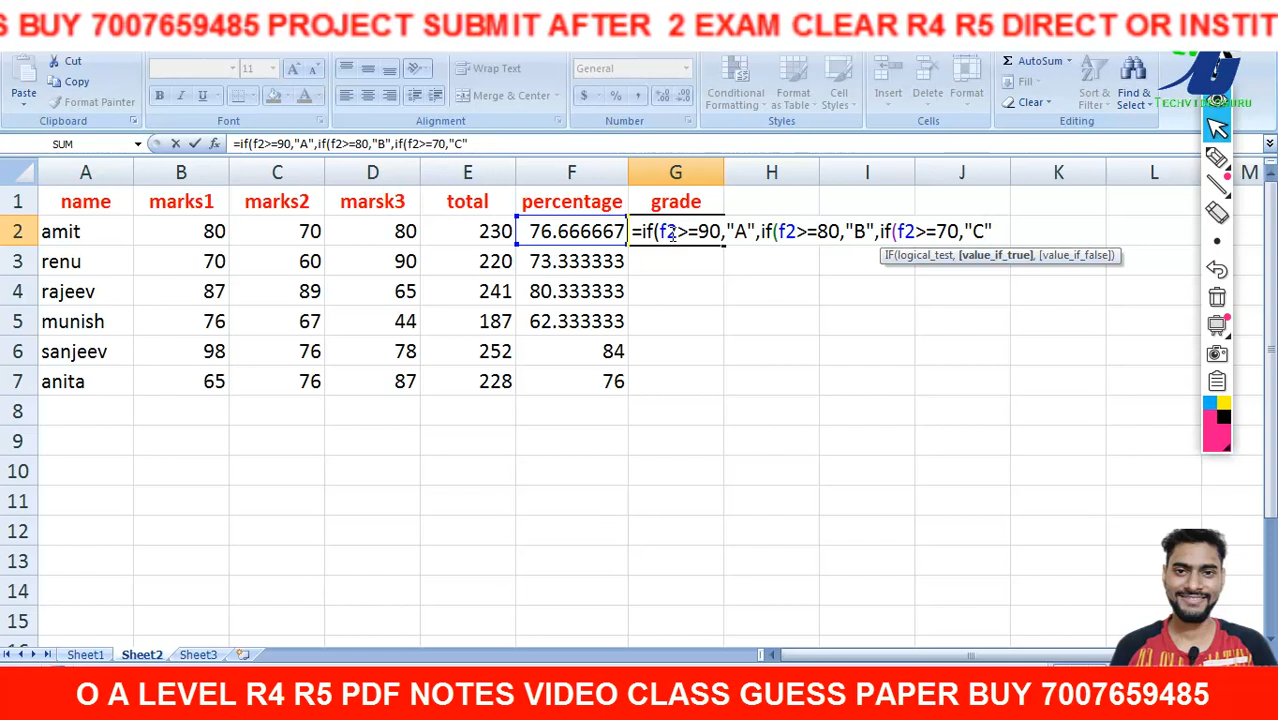 S BUY 7007659485 PROJECT SUBMIT AFTER 2 EXAM CLEAR R4 R5 DIRECT OR INSTIT
Cut
Copy
Format Painter
Paste
Clipboard
11
A A
B I U
Font
Wrap Text
Merge & Center
Alignment
General
$ % ,
Number
Conditional Formatting
Format as Table
Cell Styles
Styles
Insert
Delete
Format
Cells
AutoSum
Fill
Clear
Sort & Filter
Find & Select
Editing
TECHVIDEOGURU
SUM
fx
=if(f2>=90,"A",if(f2>=80,"B",if(f2>=70,"C"
A B C D E F G H I J K L M
1 name marks1 marks2 marsk3 total percentage grade
2 amit 80 70 80 230 76.666667 =if(f2>=90,"A",if(f2>=80,"B",if(f2>=70,"C"
IF(logical_test, [value_if_true], [value_if_false])
3 renu 70 60 90 220 73.333333
4 rajeev 87 89 65 241 80.333333
5 munish 76 67 44 187 62.333333
6 sanjeev 98 76 78 252 84
7 anita 65 76 87 228 76
8
9
10
11
12
13
14
15
Sheet1 Sheet2 Sheet3
O A LEVEL R4 R5 PDF NOTES VIDEO CLASS GUESS PAPER BUY 7007659485